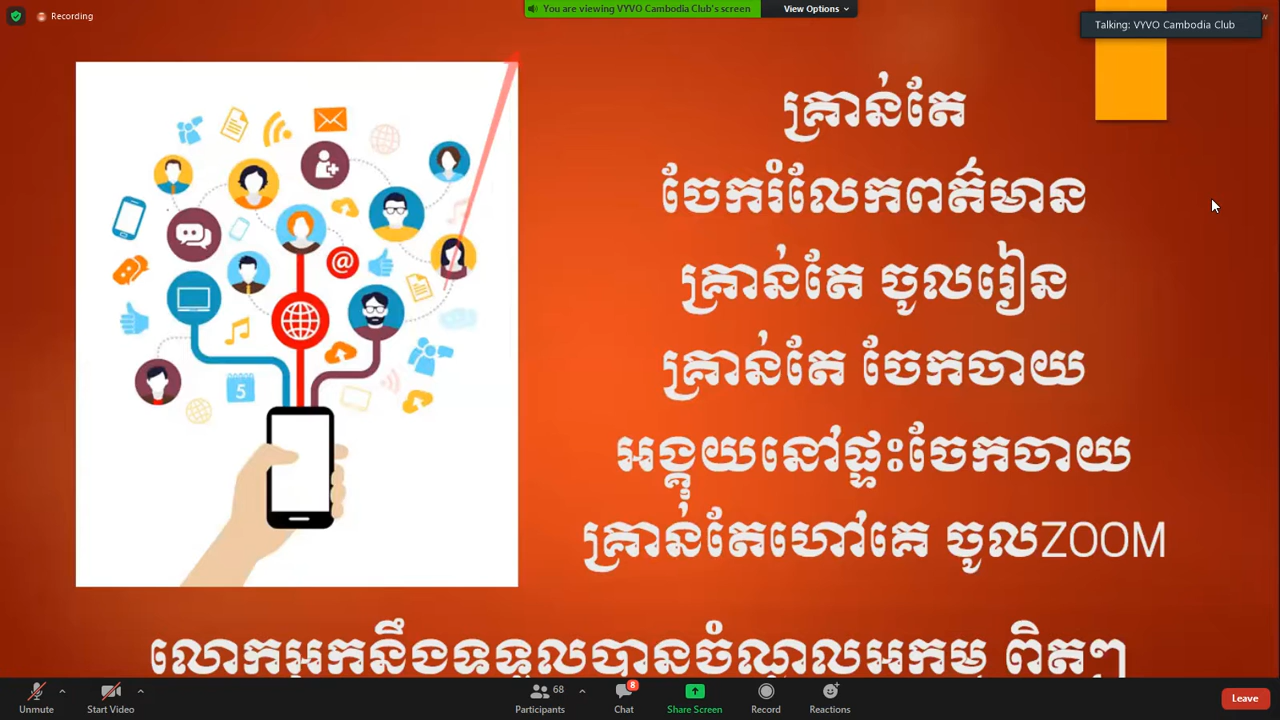 Recording
You are viewing VYVO Cambodia Club's screen
View Options
Talking: VYVO Cambodia Club
គ្រាន់តែ
ចែករំលែកពត៌មាន
គ្រាន់តែ ចូលរៀន
គ្រាន់តែ ចែកចាយ
អង្គុយនៅផ្ទះចែកចាយ
គ្រាន់តែហៅគេ ចូលZOOM
លោកអ្នកនឹងទទួលបានចំណូលអកម្ម ពិតៗ
@
5
Unmute
Start Video
68
Participants
8
Chat
Share Screen
Record
Reactions
Leave